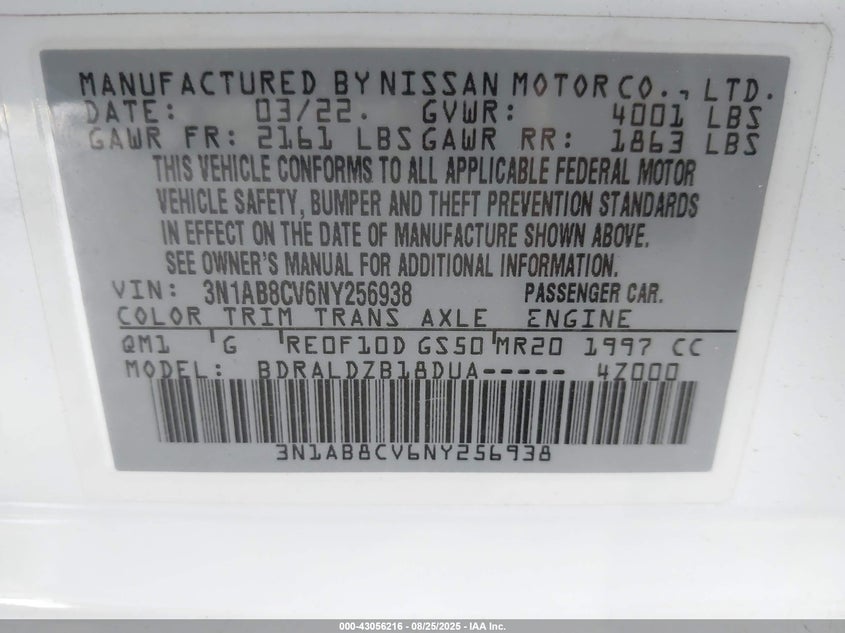 MANUFACTURED BY NISSAN MOTOR CO., LTD.
DATE: 03/22. GVWR: 4001 LBS
GAWR FR: 2161 LBS GAWR RR: 1863 LBS
THIS VEHICLE CONFORMS TO ALL APPLICABLE FEDERAL MOTOR
VEHICLE SAFETY, BUMPER AND THEFT PREVENTION STANDARDS
IN EFFECT ON THE DATE OF MANUFACTURE SHOWN ABOVE.
SEE OWNER'S MANUAL FOR ADDITIONAL INFORMATION.
VIN: 3N1AB8CV6NY256938 PASSENGER CAR.
COLOR TRIM TRANS AXLE ENGINE
QM1 'G 'RE0F10D GS50'MR20 1997 CC
MODEL: BDRALDZB18DUA----- 4Z000
3N1AB8CV6NY256938
000-43056216 - 08/25/2025 - IAA Inc.